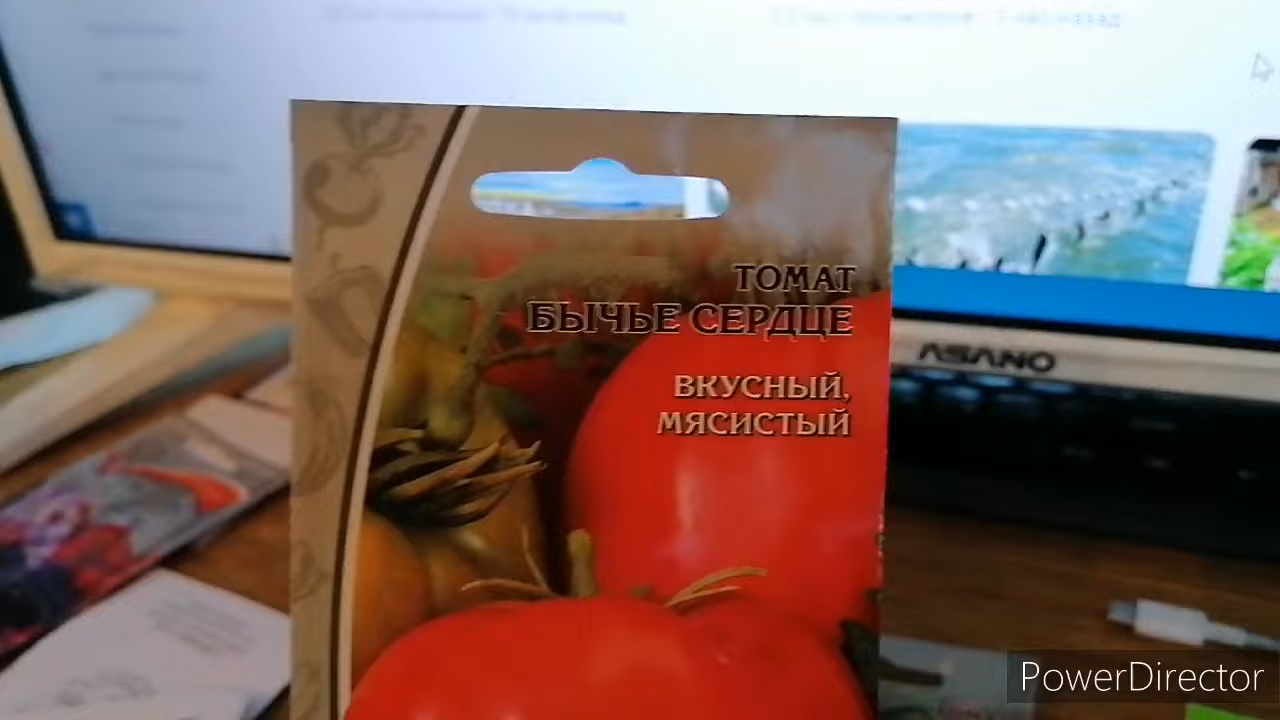 ТОМАТ
БЫЧЬЕ СЕРДЦЕ
ВКУСНЫЙ,
МЯСИСТЫЙ
ASANO
PowerDirector